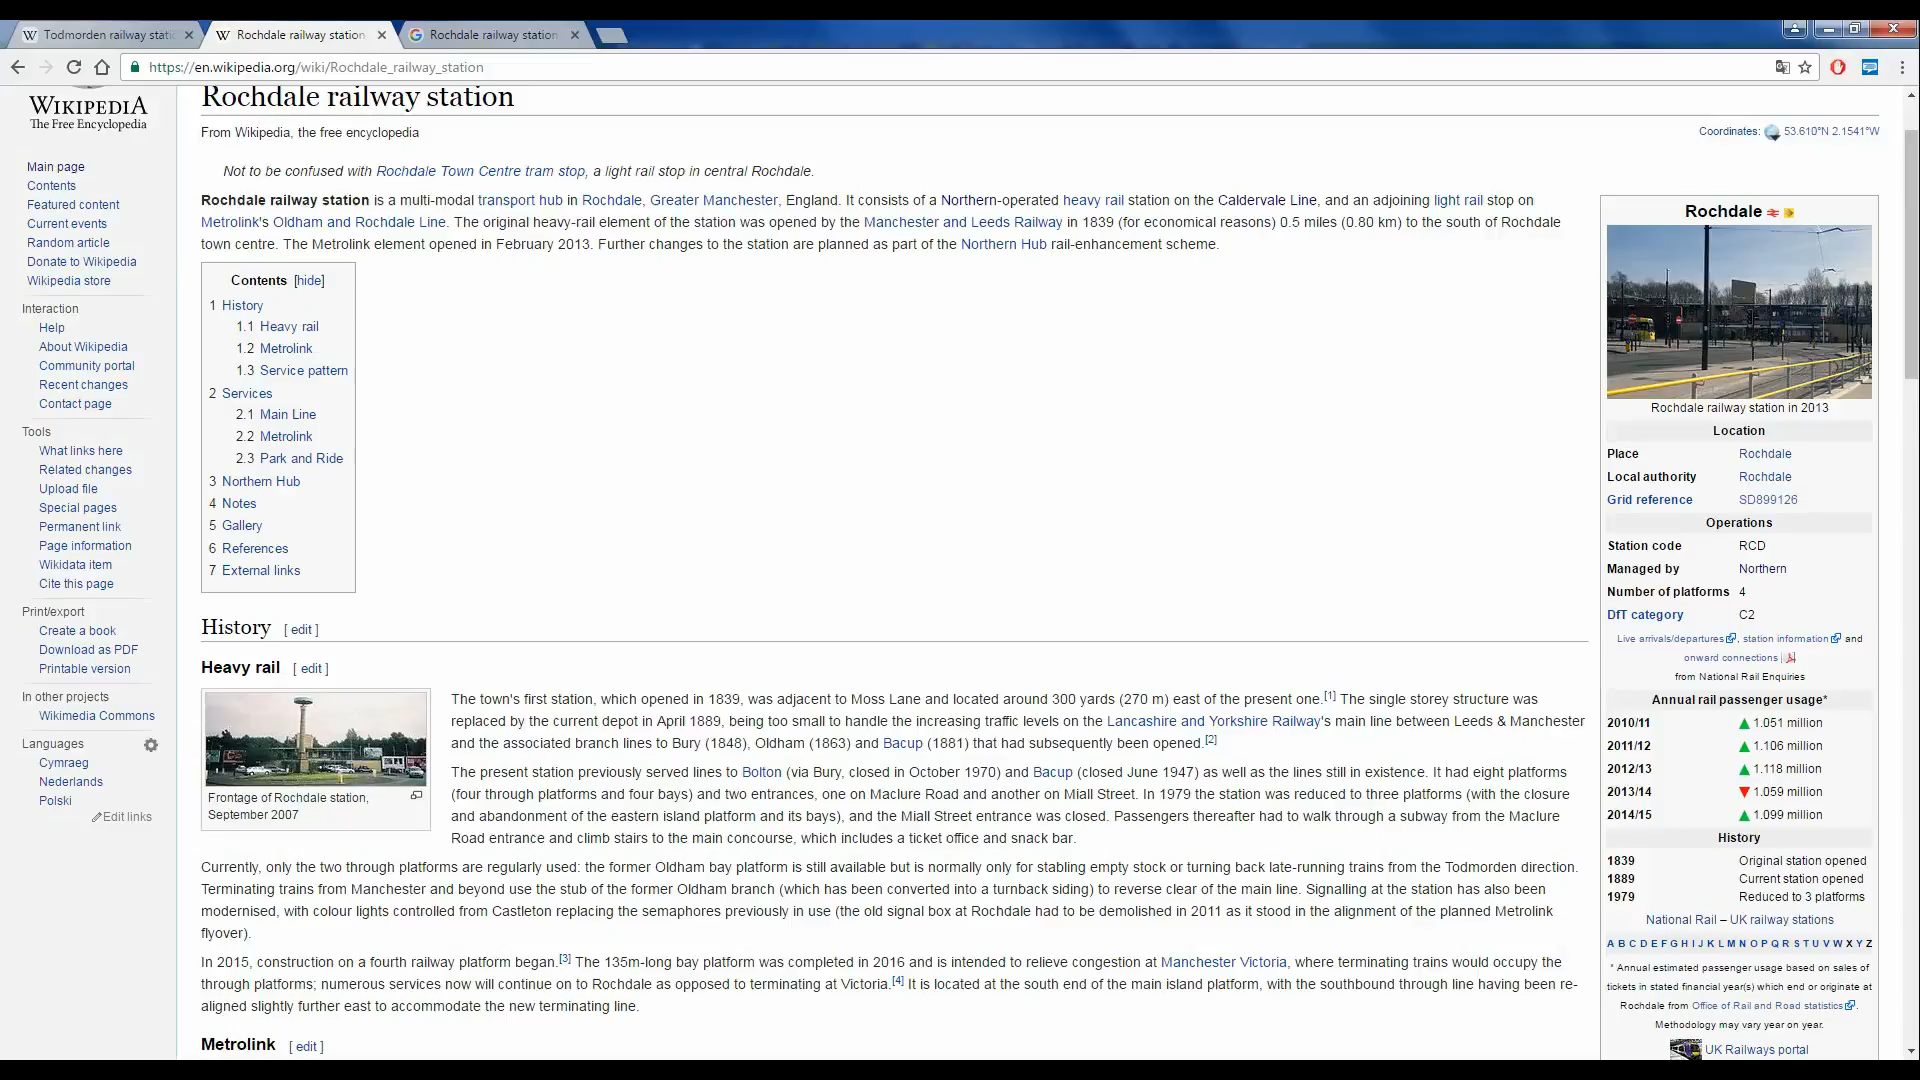 Todmorden railway stati
Rochdale railway station
Rochdale railway station
https://en.wikipedia.org/wiki/Rochdale_railway_station
WIKIPEDIA
The Free Encyclopedia
Main page
Contents
Featured content
Current events
Random article
Donate to Wikipedia
Wikipedia store
Interaction
Help
About Wikipedia
Community portal
Recent changes
Contact page
Tools
What links here
Related changes
Upload file
Special pages
Permanent link
Page information
Wikidata item
Cite this page
Print/export
Create a book
Download as PDF
Printable version
In other projects
Wikimedia Commons
Languages
Cymraeg
Nederlands
Polski
Edit links
Rochdale railway station
From Wikipedia, the free encyclopedia
Coordinates: 53.610°N 2.1541°W
Not to be confused with Rochdale Town Centre tram stop, a light rail stop in central Rochdale.
Rochdale railway station is a multi-modal transport hub in Rochdale, Greater Manchester, England. It consists of a Northern-operated heavy rail station on the Caldervale Line, and an adjoining light rail stop on
Metrolink's Oldham and Rochdale Line. The original heavy-rail element of the station was opened by the Manchester and Leeds Railway in 1839 (for economical reasons) 0.5 miles (0.80 km) to the south of Rochdale
town centre. The Metrolink element opened in February 2013. Further changes to the station are planned as part of the Northern Hub rail-enhancement scheme.
Contents [hide]
1 History
1.1 Heavy rail
1.2 Metrolink
1.3 Service pattern
2 Services
2.1 Main Line
2.2 Metrolink
2.3 Park and Ride
3 Northern Hub
4 Notes
5 Gallery
6 References
7 External links
History [ edit ]
Heavy rail [ edit ]
Frontage of Rochdale station,
September 2007
The town's first station, which opened in 1839, was adjacent to Moss Lane and located around 300 yards (270 m) east of the present one.[1] The single storey structure was
replaced by the current depot in April 1889, being too small to handle the increasing traffic levels on the Lancashire and Yorkshire Railway's main line between Leeds & Manchester
and the associated branch lines to Bury (1848), Oldham (1863) and Bacup (1881) that had subsequently been opened.[2]
The present station previously served lines to Bolton (via Bury, closed in October 1970) and Bacup (closed June 1947) as well as the lines still in existence. It had eight platforms
(four through platforms and four bays) and two entrances, one on Maclure Road and another on Miall Street. In 1979 the station was reduced to three platforms (with the closure
and abandonment of the eastern island platform and its bays), and the Miall Street entrance was closed. Passengers thereafter had to walk through a subway from the Maclure
Road entrance and climb stairs to the main concourse, which includes a ticket office and snack bar.
Currently, only the two through platforms are regularly used: the former Oldham bay platform is still available but is normally only for stabling empty stock or turning back late-running trains from the Todmorden direction.
Terminating trains from Manchester and beyond use the stub of the former Oldham branch (which has been converted into a turnback siding) to reverse clear of the main line. Signalling at the station has also been
modernised, with colour lights controlled from Castleton replacing the semaphores previously in use (the old signal box at Rochdale had to be demolished in 2011 as it stood in the alignment of the planned Metrolink
flyover).
In 2015, construction on a fourth railway platform began.[3] The 135m-long bay platform was completed in 2016 and is intended to relieve congestion at Manchester Victoria, where terminating trains would occupy the
through platforms; numerous services now will continue on to Rochdale as opposed to terminating at Victoria.[4] It is located at the south end of the main island platform, with the southbound through line having been re-
aligned slightly further east to accommodate the new terminating line.
Metrolink [ edit ]
Rochdale
Rochdale railway station in 2013
Location
Place Rochdale
Local authority Rochdale
Grid reference SD899126
Operations
Station code RCD
Managed by Northern
Number of platforms 4
DfT category C2
Live arrivals/departures, station information and
onward connections
from National Rail Enquiries
Annual rail passenger usage*
2010/11 1.051 million
2011/12 1.106 million
2012/13 1.118 million
2013/14 1.059 million
2014/15 1.099 million
History
1839 Original station opened
1889 Current station opened
1979 Reduced to 3 platforms
National Rail – UK railway stations
A B C D E F G H I J K L M N O P Q R S T U V W X Y Z
* Annual estimated passenger usage based on sales of
tickets in stated financial year(s) which end or originate at
Rochdale from Office of Rail and Road statistics.
Methodology may vary year on year.
UK Railways portal